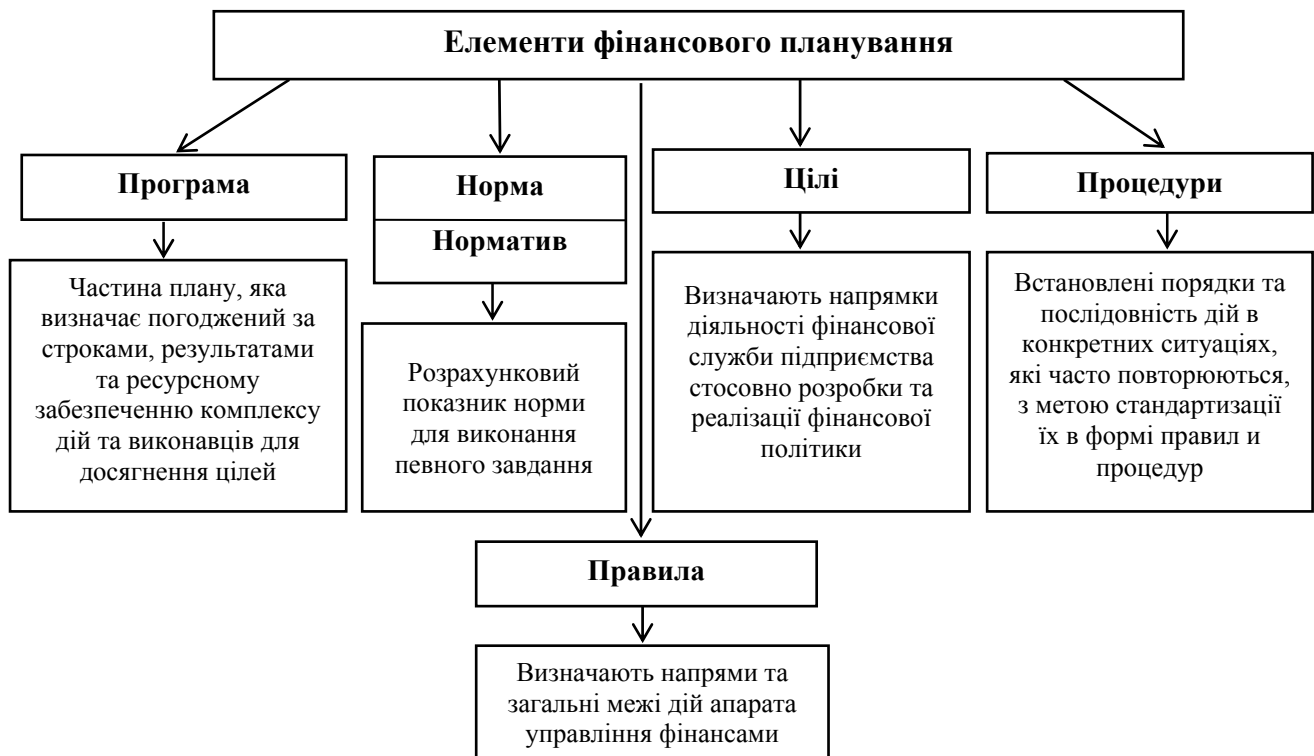 Елементи фінансового планування
Програма
Частина плану, яка
визначає погоджений за
строками, результатами
та ресурсному
забезпеченню комплексу
дій та виконавців для
досягнення цілей
Норма
Норматив
Розрахунковий
показник норми
для виконання
певного завдання
Цілі
Визначають напрямки
діяльності фінансової
служби підприємства
стосовно розробки та
реалізації фінансової
політики
Процедури
Встановлені порядки та
послідовність дій в
конкретних ситуаціях,
які часто повторюються,
з метою стандартизації
їх в формі правил и
процедур
Правила
Визначають напрями та
загальні межі дій апарата
управління фінансами